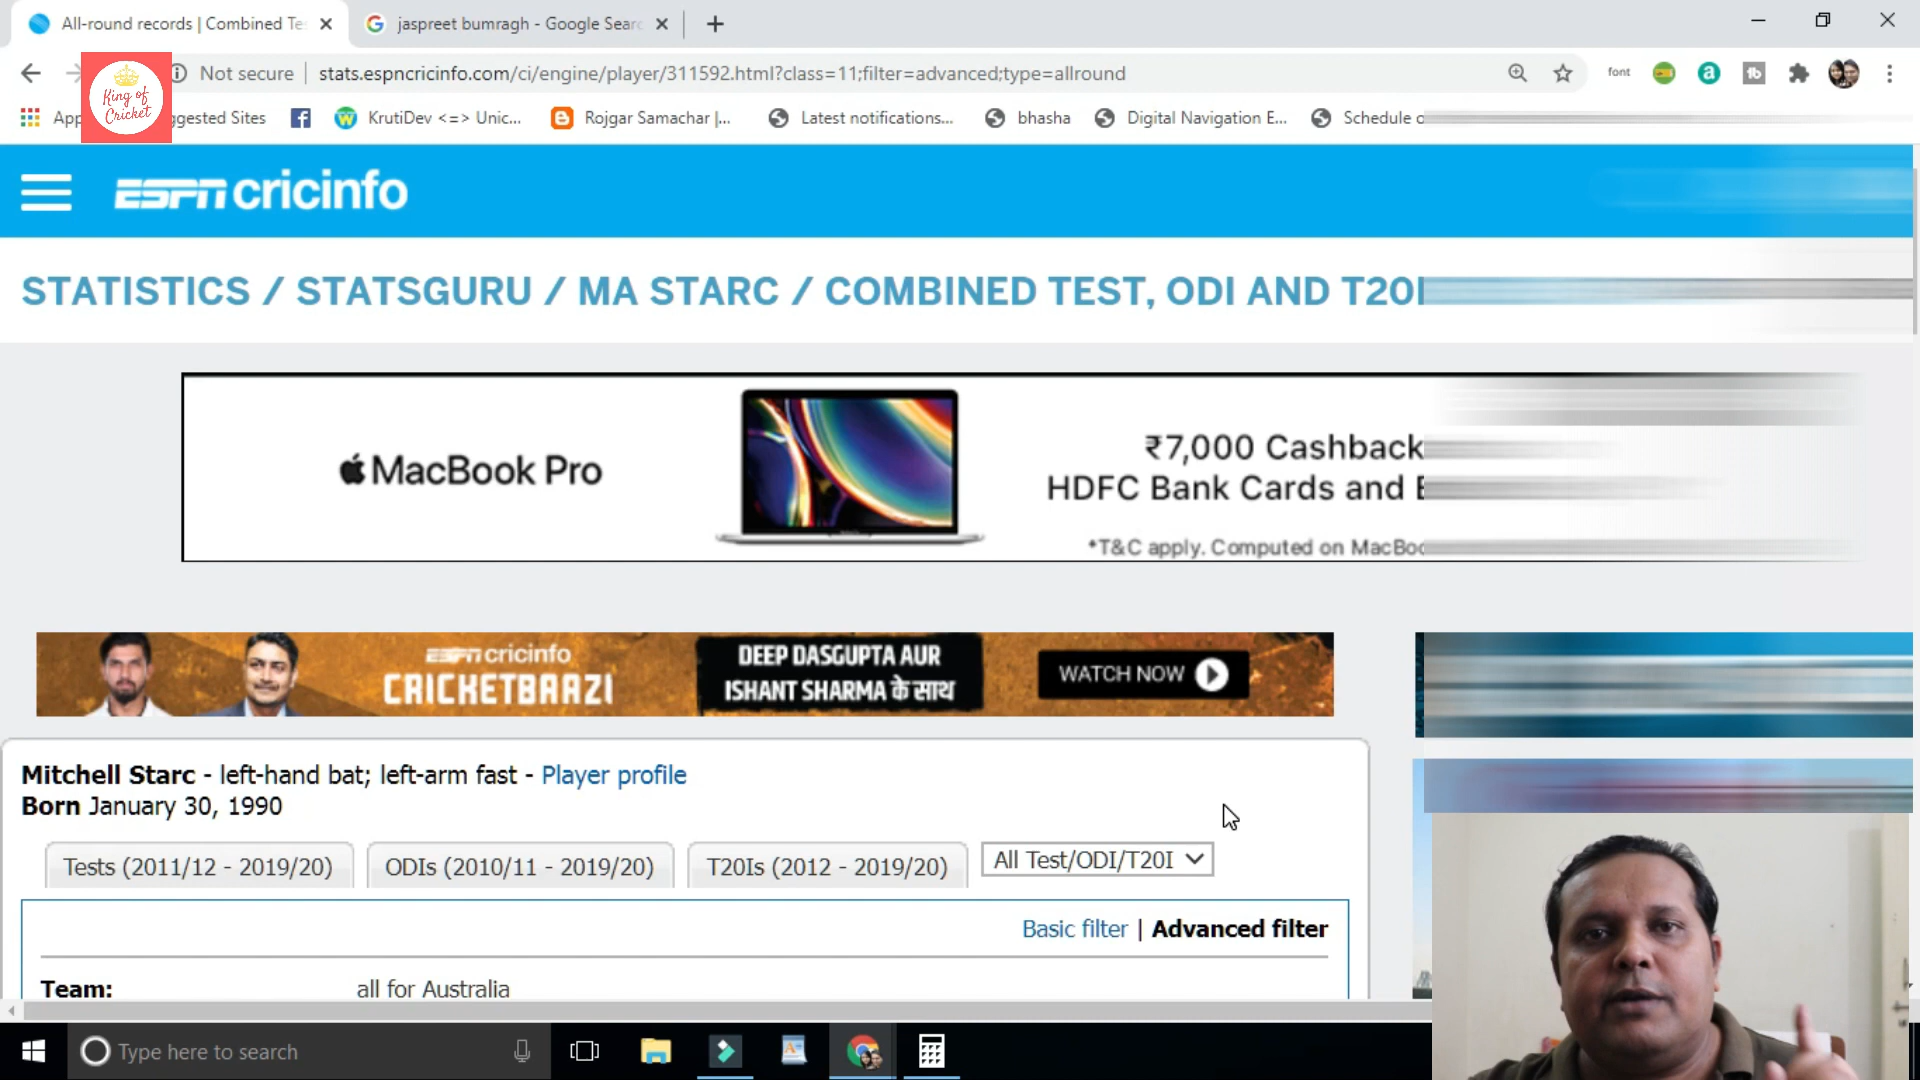 All-round records | Combined Te
jaspreet bumragh - Google Sear
Not secure
stats.espncricinfo.com/ci/engine/player/311592.html?class=11;filter=advanced;type=allround
font
King of
Cricket
App
ggested Sites
KrutiDev <=> Unic...
Rojgar Samachar |...
Latest notifications...
bhasha
Digital Navigation E...
Schedule o
ESPN cricinfo
STATISTICS / STATSGURU / MA STARC / COMBINED TEST, ODI AND T20I
MacBook Pro
₹7,000 Cashback
HDFC Bank Cards and E
*T&C apply. Computed on MacBoo
ESPN cricinfo
CRICKETBAAZI
DEEP DASGUPTA AUR
ISHANT SHARMA के साथ
WATCH NOW
Mitchell Starc - left-hand bat; left-arm fast - Player profile
Born January 30, 1990
Tests (2011/12 - 2019/20)
ODIs (2010/11 - 2019/20)
T20Is (2012 - 2019/20)
All Test/ODI/T20I
Basic filter | Advanced filter
Team: all for Australia
Type here to search